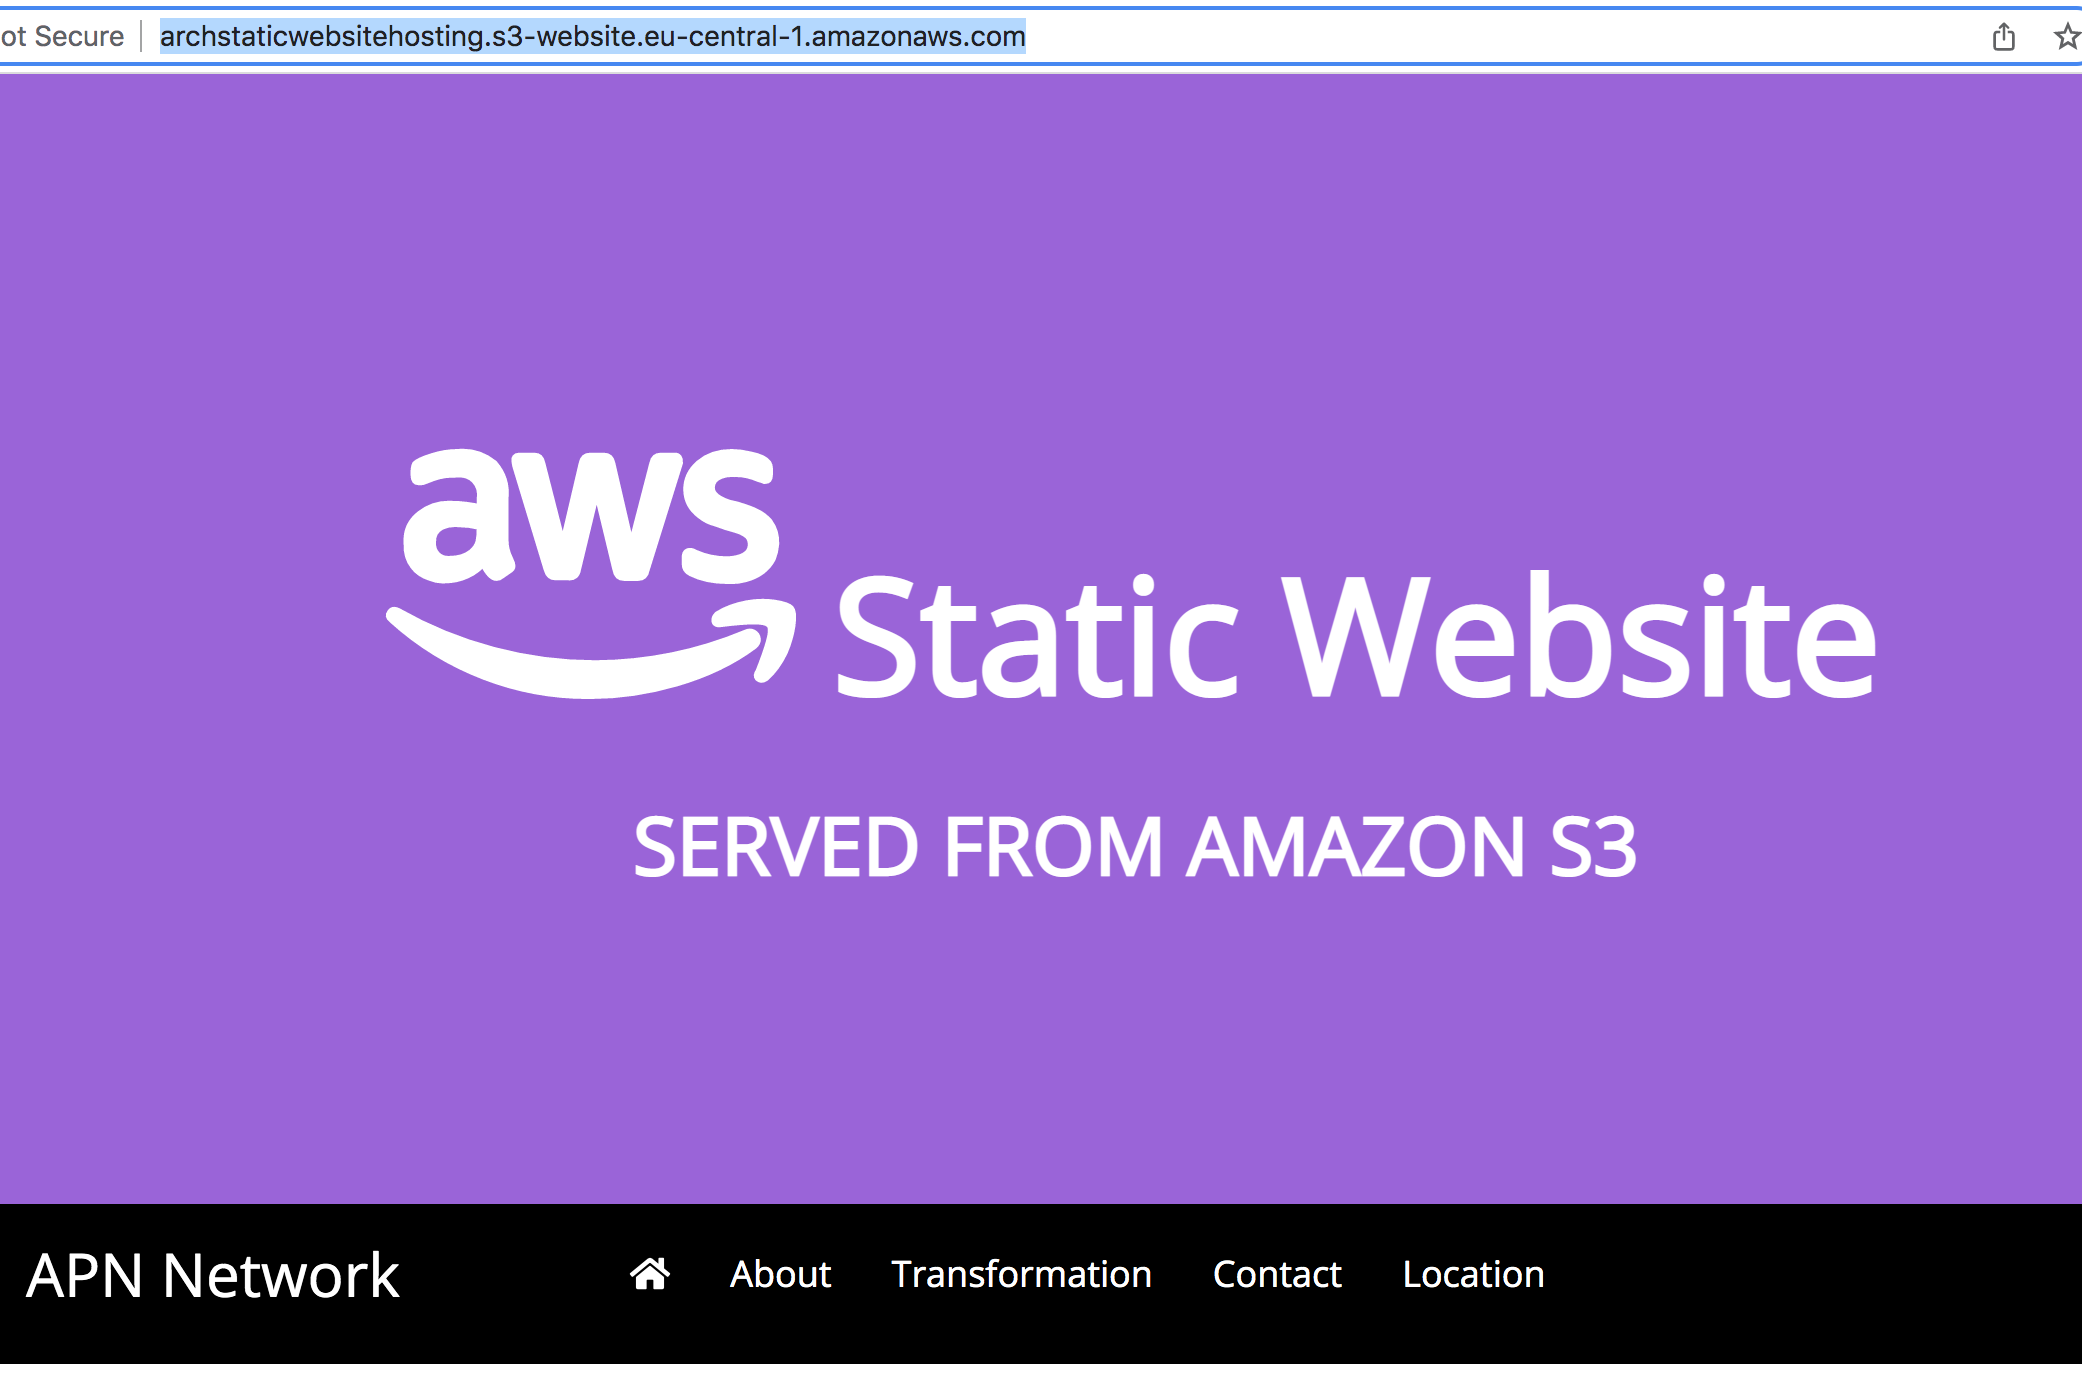 ot Secure archstaticwebsitehosting.s3-website.eu-central-1.amazonaws.com
aws Static Website
SERVED FROM AMAZON S3
APN Network About Transformation Contact Location